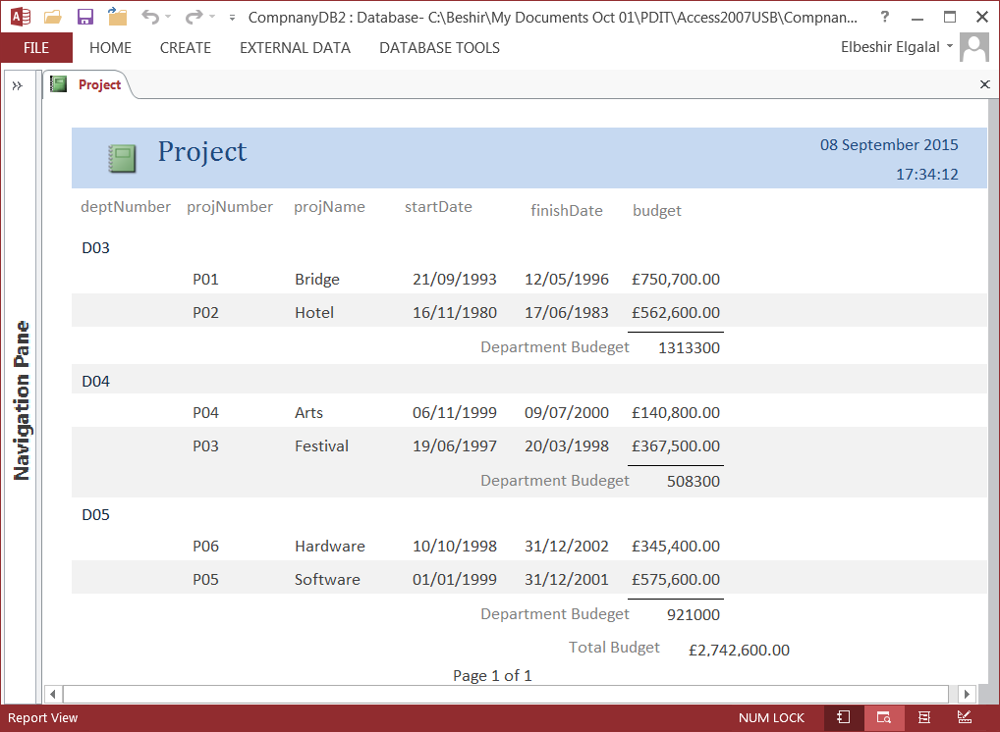 CompnanyDB2 : Database- C:\Beshir\My Documents Oct 01\PDIT\Access2007USB\Compnan... ?
FILE HOME CREATE EXTERNAL DATA DATABASE TOOLS Elbeshir Elgalal
Project
Navigation Pane
Project 08 September 2015
17:34:12
deptNumber projNumber projName startDate finishDate budget
D03
P01 Bridge 21/09/1993 12/05/1996 £750,700.00
P02 Hotel 16/11/1980 17/06/1983 £562,600.00
Department Budeget 1313300
D04
P04 Arts 06/11/1999 09/07/2000 £140,800.00
P03 Festival 19/06/1997 20/03/1998 £367,500.00
Department Budeget 508300
D05
P06 Hardware 10/10/1998 31/12/2002 £345,400.00
P05 Software 01/01/1999 31/12/2001 £575,600.00
Department Budeget 921000
Total Budget £2,742,600.00
Page 1 of 1
Report View NUM LOCK